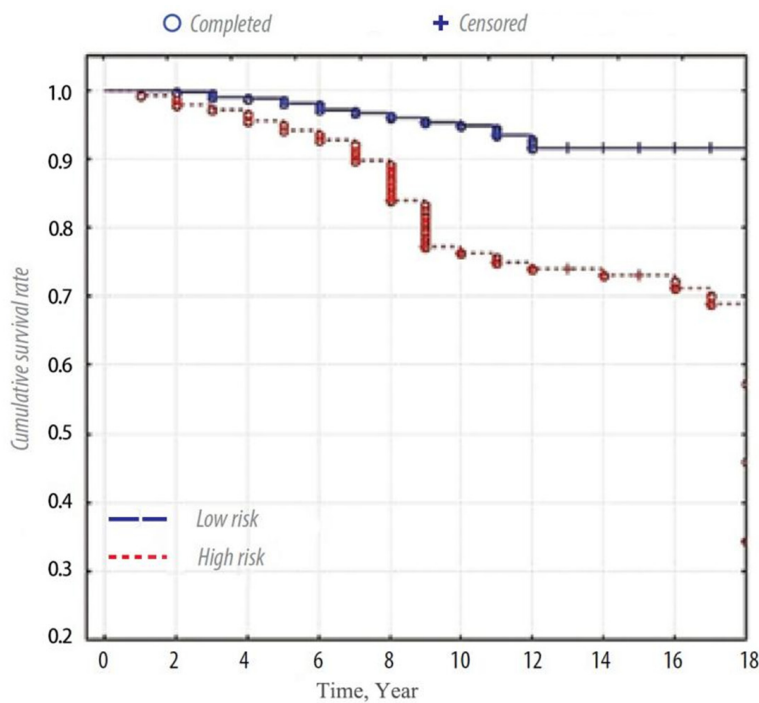 Completed
Censored
Cumulative survival rate
1.0
0.9
0.8
0.7
0.6
0.5
0.4
0.3
0.2
Low risk
High risk
0 2 4 6 8 10 12 14 16 18
Time, Year